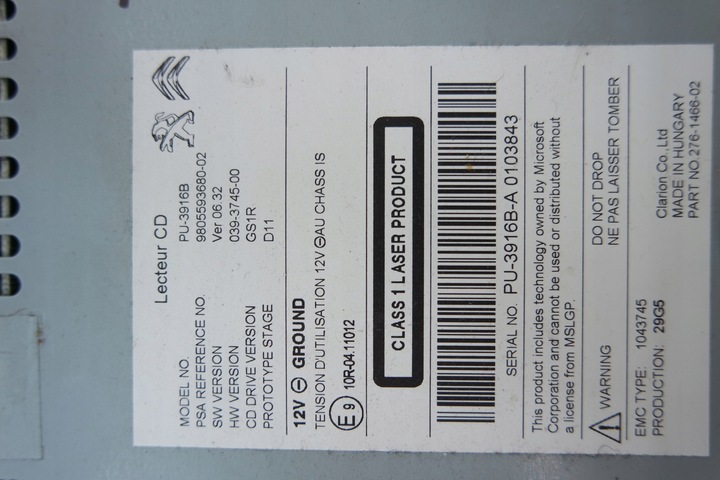 Lecteur CD
MODEL NO. PU-3916B
PSA REFERENCE NO. 9805593680-02
SW VERSION Ver 06.32
HW VERSION 039-3745-00
CD DRIVE VERSION GS1R
PROTOTYPE STAGE D11
12V ⊖ GROUND
TENSION D'UTILISATION 12V ⊖AU CHASS IS
E9 10R-04.11012
CLASS 1 LASER PRODUCT
SERIAL NO. PU-3916B-A 0103843
This product includes technology owned by Microsoft
Corporation and cannot be used or distributed without
a license from MSLGP.
WARNING
DO NOT DROP
NE PAS LAISSER TOMBER
EMC TYPE: 1043745
PRODUCTION: 29G5
Clarion Co.,Ltd
MADE IN HUNGARY
PART NO 276-1466-02